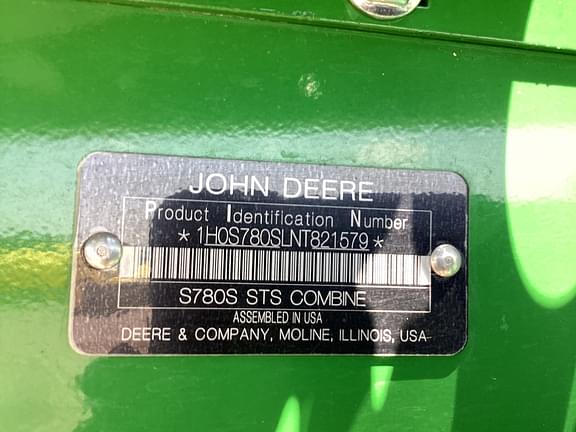 JOHN DEERE
Product Identification Number
*1H0S780SLNT821579*
S780S STS COMBINE
ASSEMBLED IN USA
DEERE & COMPANY, MOLINE, ILLINOIS, USA